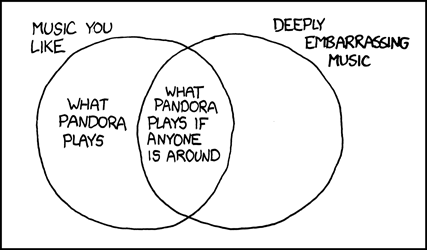 MUSIC YOU
LIKE
DEEPLY
EMBARRASSING
MUSIC
WHAT
PANDORA
PLAYS
WHAT
PANDORA
PLAYS IF
ANYONE
IS AROUND